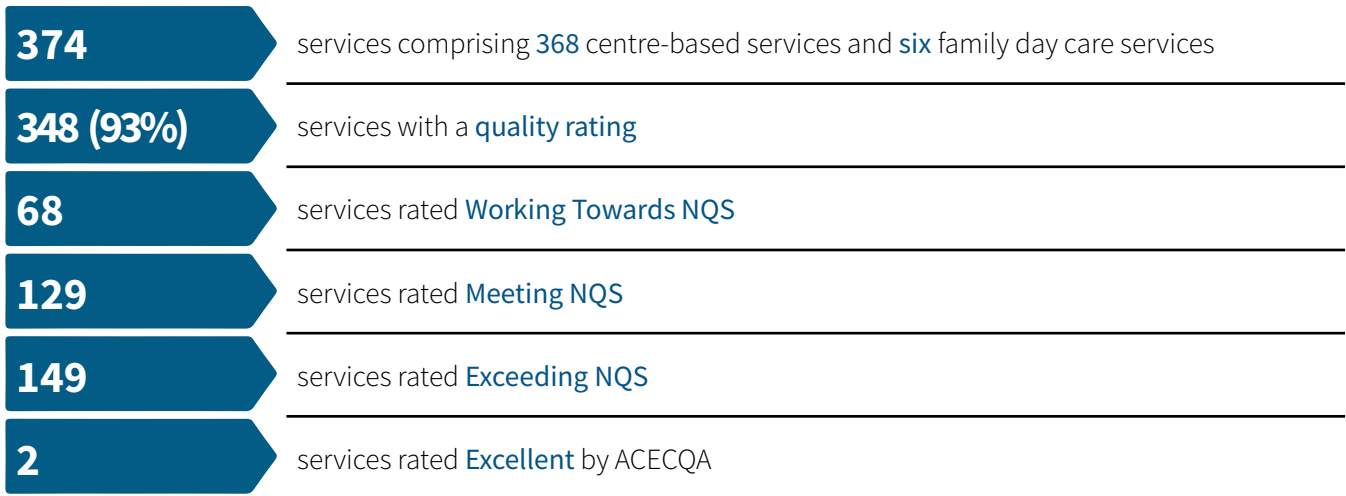 374 services comprising 368 centre-based services and six family day care services
348 (93%) services with a quality rating
68 services rated Working Towards NQS
129 services rated Meeting NQS
149 services rated Exceeding NQS
2 services rated Excellent by ACECQA